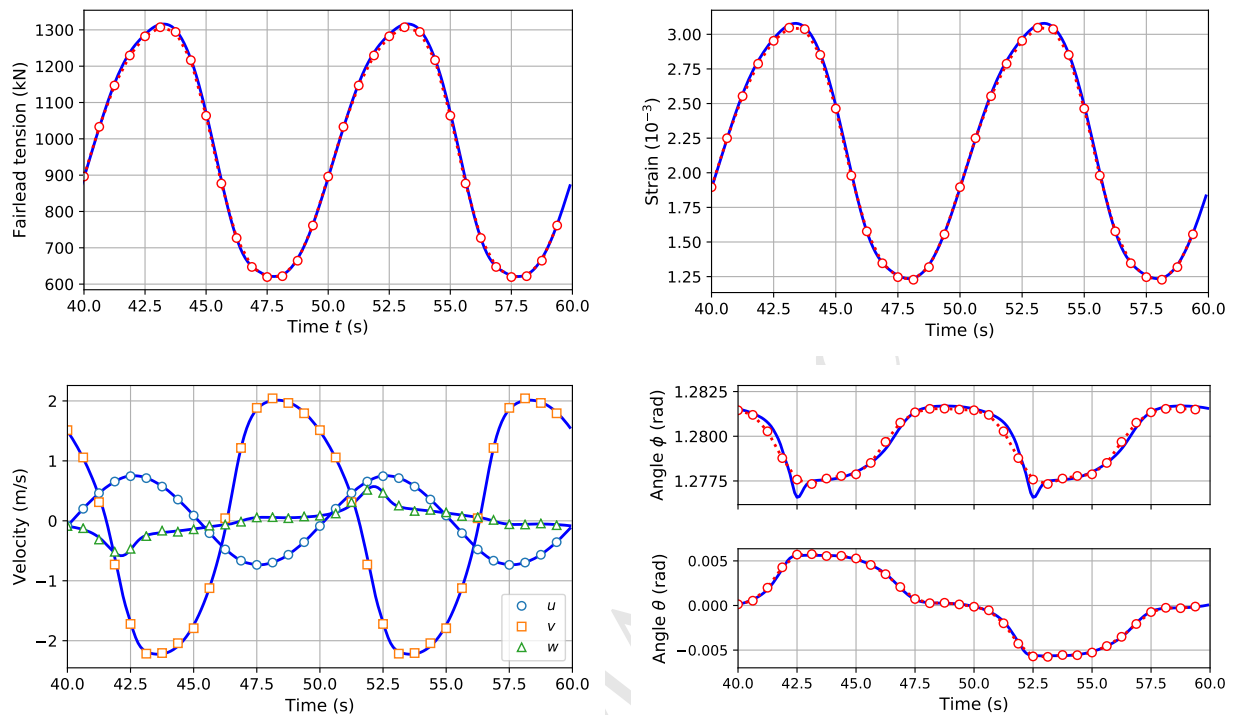 1300
1200
1100
1000
900
800
700
600
Fairlead tension (kN)
40.0 42.5 45.0 47.5 50.0 52.5 55.0 57.5 60.0
Time t (s)
3.00
2.75
2.50
2.25
2.00
1.75
1.50
1.25
Strain (10⁻³)
40.0 42.5 45.0 47.5 50.0 52.5 55.0 57.5 60.0
Time (s)
2
1
0
−1
−2
Velocity (m/s)
u
v
w
40.0 42.5 45.0 47.5 50.0 52.5 55.0 57.5 60.0
Time (s)
1.2825
1.2800
1.2775
Angle ϕ (rad)
0.005
0.000
−0.005
Angle θ (rad)
40.0 42.5 45.0 47.5 50.0 52.5 55.0 57.5 60.0
Time (s)